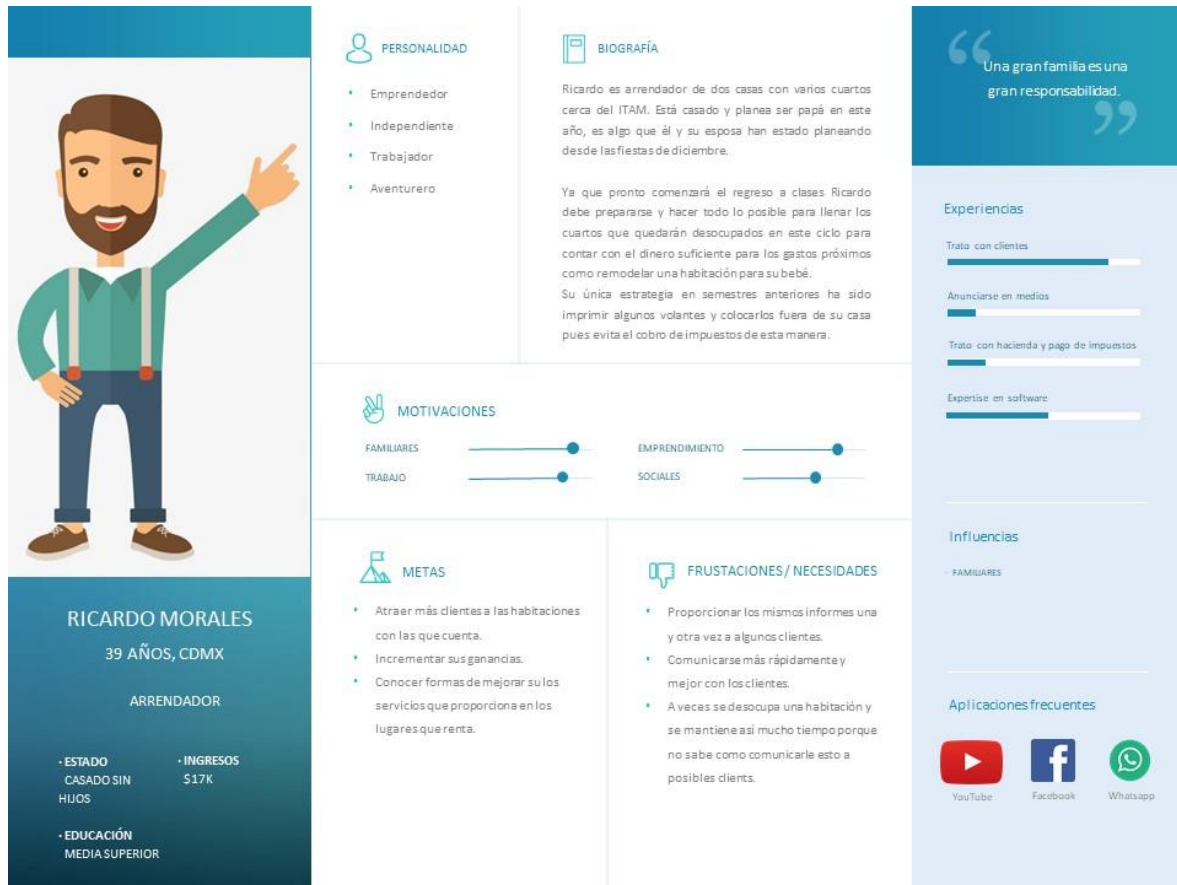 RICARDO MORALES
39 AÑOS, CDMX
ARRENDADOR
· ESTADO
CASADO SIN
HIJOS
· INGRESOS
$17K
· EDUCACIÓN
MEDIA SUPERIOR
PERSONALIDAD
• Emprendedor
• Independiente
• Trabajador
• Aventurero
BIOGRAFÍA
Ricardo es arrendador de dos casas con varios cuartos
cerca del ITAM. Está casado y planea ser papá en este
año, es algo que él y su esposa han estado planeando
desde las fiestas de diciembre.
Ya que pronto comenzará el regreso a clases Ricardo
debe prepararse y hacer todo lo posible para llenar los
cuartos que quedarán desocupados en este ciclo para
contar con el dinero suficiente para los gastos próximos
como remodelar una habitación para su bebé.
Su única estrategia en semestres anteriores ha sido
imprimir algunos volantes y colocarlos fuera de su casa
pues evita el cobro de impuestos de esta manera.
MOTIVACIONES
FAMILIARES
EMPRENDIMIENTO
TRABAJO
SOCIALES
METAS
• Atraer más clientes a las habitaciones
con las que cuenta.
• Incrementar sus ganancias.
• Conocer formas de mejorar su los
servicios que proporciona en los
lugares que renta.
FRUSTACIONES/ NECESIDADES
• Proporcionar los mismos informes una
y otra vez a algunos clientes.
• Comunicarse más rápidamente y
mejor con los clientes.
• A veces se desocupa una habitación y
se mantiene así mucho tiempo porque
no sabe como comunicarle esto a
posibles clients.
“ Una gran familia es una
gran responsabilidad. ”
Experiencias
Trato con clientes
Anunciarse en medios
Trato con hacienda y pago de impuestos
Expertise en software
Influencias
- FAMILIARES
Aplicaciones frecuentes
YouTube
Facebook
Whatsapp